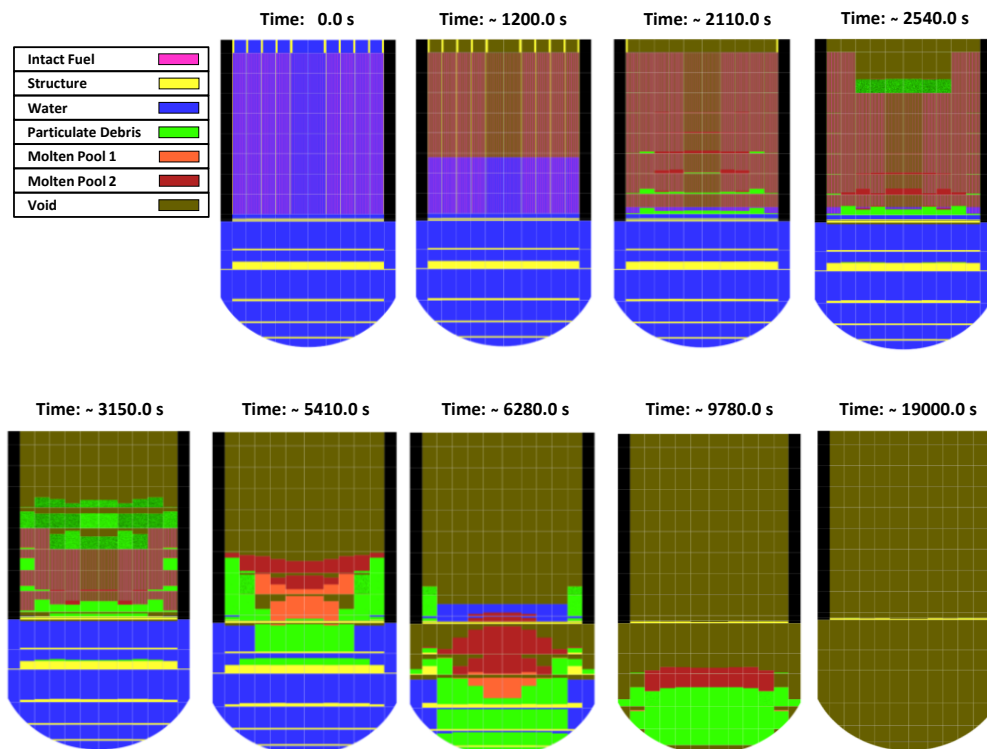 Time:   0.0 s
Time: ~ 1200.0 s
Time: ~ 2110.0 s
Time: ~ 2540.0 s
Intact Fuel
Structure
Water
Particulate Debris
Molten Pool 1
Molten Pool 2
Void
Time: ~ 3150.0 s
Time: ~ 5410.0 s
Time: ~ 6280.0 s
Time: ~ 9780.0 s
Time: ~ 19000.0 s